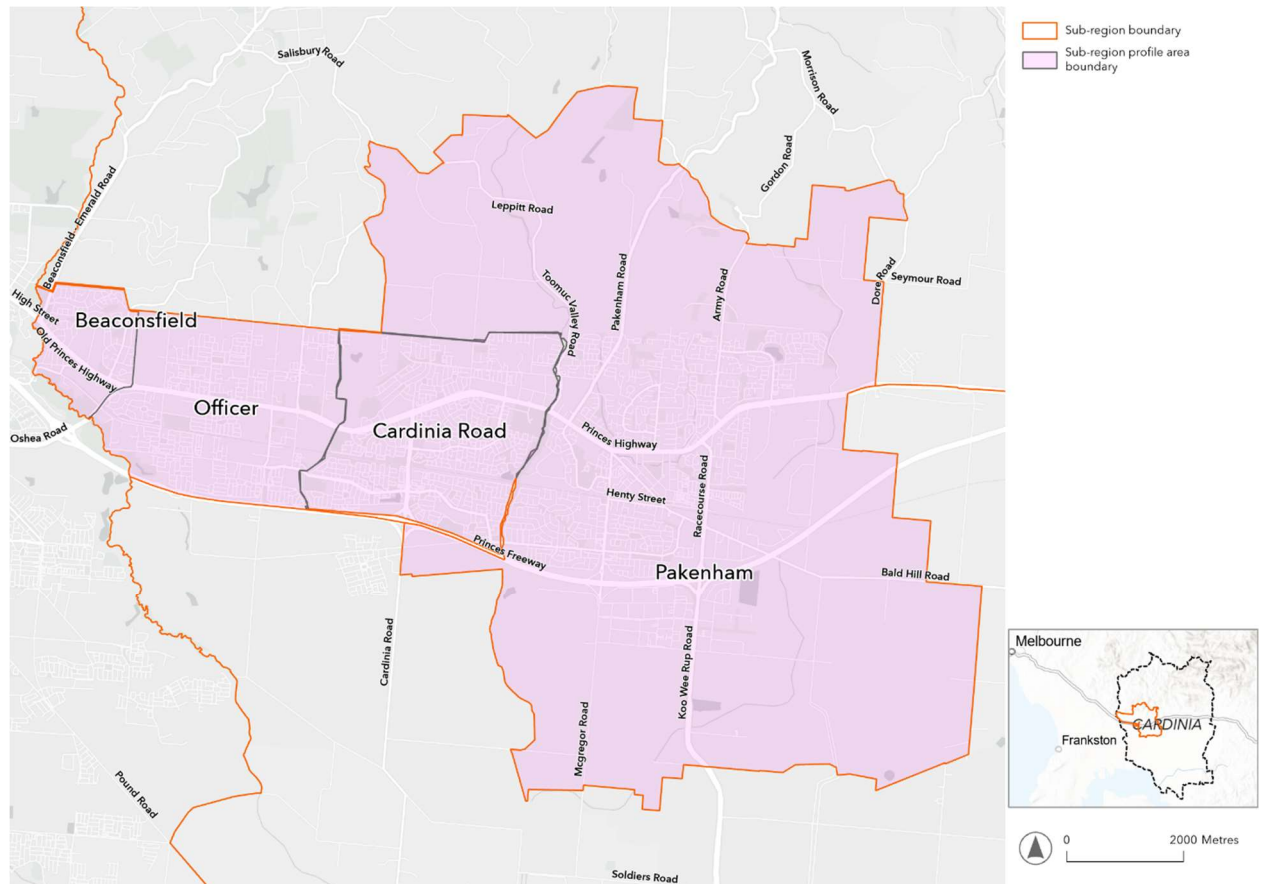 Sub-region boundary
Sub-region profile area
boundary
Salisbury Road
Morrison Road
Gordon Road
Beaconsfield - Emerald Road
Leppitt Road
Toomuc Valley Road
Pakenham Road
Army Road
Dore Road
Seymour Road
High Street
Beaconsfield
Old Princes Highway
Officer
Cardinia Road
Oshea Road
Princes Highway
Henty Street
Racecourse Road
Princes Freeway
Pakenham
Bald Hill Road
Cardinia Road
Koo Wee Rup Road
Mcgregor Road
Pound Road
Soldiers Road
Melbourne
CARDINIA
Frankston
0 2000 Metres